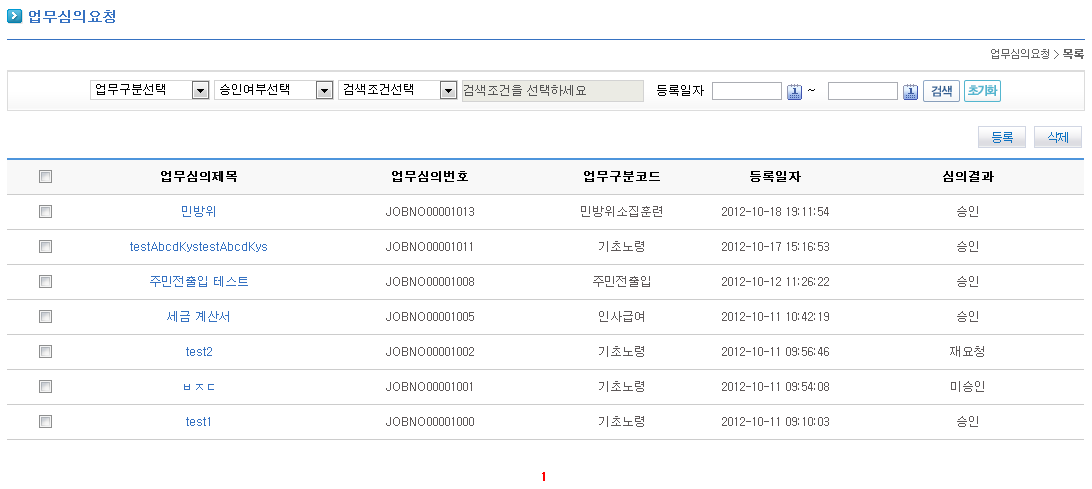 업무심의요청
업무심의요청 > 목록
업무구분선택 승인여부선택 검색조건선택 검색조건을 선택하세요 등록일자 ~ 검색 초기화
등록 삭제
업무심의제목 업무심의번호 업무구분코드 등록일자 심의결과
민방위 JOBNO00001013 민방위소집훈련 2012-10-18 19:11:54 승인
testAbcdKystestAbcdKys JOBNO00001011 기초노령 2012-10-17 15:16:53 승인
주민전출입 테스트 JOBNO00001008 주민전출입 2012-10-12 11:26:22 승인
세금 계산서 JOBNO00001005 인사급여 2012-10-11 10:42:19 승인
test2 JOBNO00001002 기초노령 2012-10-11 09:56:46 재요청
ㅂㅈㄷ JOBNO00001001 기초노령 2012-10-11 09:54:08 미승인
test1 JOBNO00001000 기초노령 2012-10-11 09:10:03 승인
1